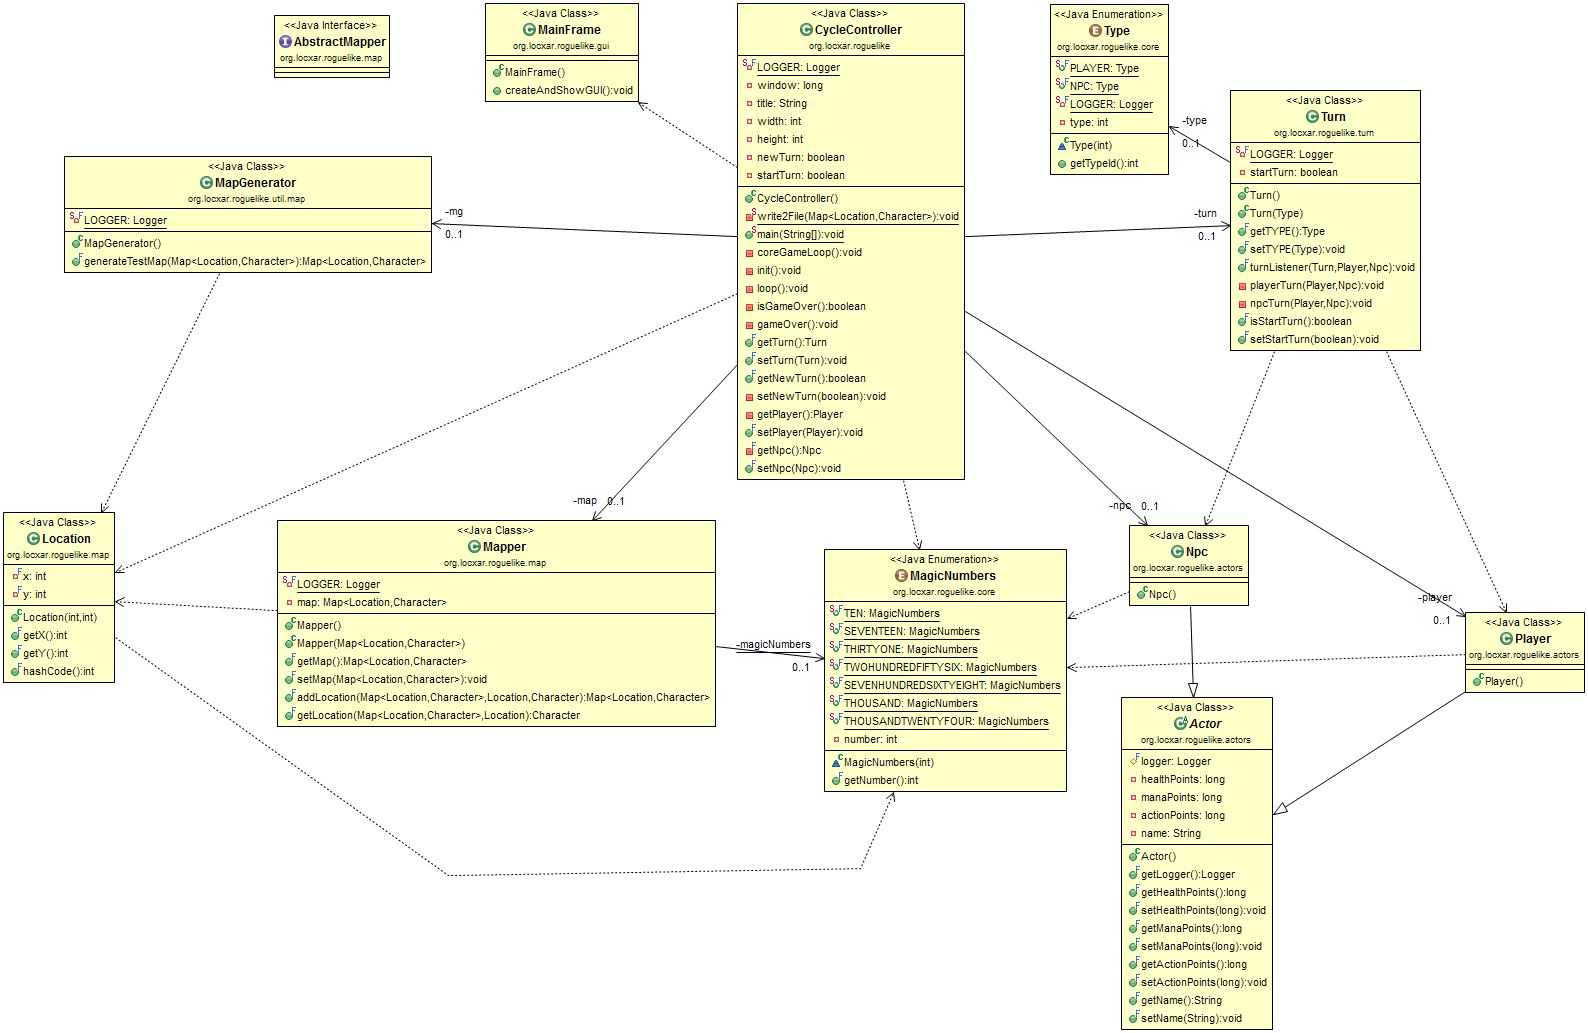 <<Java Interface>>
AbstractMapper
org.locxar.roguelike.map
<<Java Class>>
MainFrame
org.locxar.roguelike.gui
MainFrame()
createAndShowGUI():void
<<Java Class>>
CycleController
org.locxar.roguelike
LOGGER: Logger
window: long
title: String
width: int
height: int
newTurn: boolean
startTurn: boolean
CycleController()
write2File(Map<Location,Character>):void
main(String[]):void
coreGameLoop():void
init():void
loop():void
isGameOver():boolean
gameOver():void
getTurn():Turn
setTurn(Turn):void
getNewTurn():boolean
setNewTurn(boolean):void
getPlayer():Player
setPlayer(Player):void
getNpc():Npc
setNpc(Npc):void
<<Java Enumeration>>
Type
org.locxar.roguelike.core
PLAYER: Type
NPC: Type
LOGGER: Logger
type: int
Type(int)
getTypeId():int
-type
0..1
<<Java Class>>
Turn
org.locxar.roguelike.turn
LOGGER: Logger
startTurn: boolean
Turn()
Turn(Type)
getTYPE():Type
setTYPE(Type):void
turnListener(Turn,Player,Npc):void
playerTurn(Player,Npc):void
npcTurn(Player,Npc):void
isStartTurn():boolean
setStartTurn(boolean):void
<<Java Class>>
MapGenerator
org.locxar.roguelike.util.map
LOGGER: Logger
MapGenerator()
generateTestMap(Map<Location,Character>):Map<Location,Character>
-mg
0..1
-turn
0..1
-map 0..1
-npc 0..1
-player
0..1
<<Java Class>>
Location
org.locxar.roguelike.map
x: int
y: int
Location(int,int)
getX():int
getY():int
hashCode():int
<<Java Class>>
Mapper
org.locxar.roguelike.map
LOGGER: Logger
map: Map<Location,Character>
Mapper()
Mapper(Map<Location,Character>)
getMap():Map<Location,Character>
setMap(Map<Location,Character>):void
addLocation(Map<Location,Character>,Location,Character):Map<Location,Character>
getLocation(Map<Location,Character>,Location):Character
-magicNumbers
0..1
<<Java Enumeration>>
MagicNumbers
org.locxar.roguelike.core
TEN: MagicNumbers
SEVENTEEN: MagicNumbers
THIRTYONE: MagicNumbers
TWOHUNDREDFIFTYSIX: MagicNumbers
SEVENHUNDREDSIXTYEIGHT: MagicNumbers
THOUSAND: MagicNumbers
THOUSANDTWENTYFOUR: MagicNumbers
number: int
MagicNumbers(int)
getNumber():int
<<Java Class>>
Npc
org.locxar.roguelike.actors
Npc()
<<Java Class>>
Player
org.locxar.roguelike.actors
Player()
<<Java Class>>
Actor
org.locxar.roguelike.actors
logger: Logger
healthPoints: long
manaPoints: long
actionPoints: long
name: String
Actor()
getLogger():Logger
getHealthPoints():long
setHealthPoints(long):void
getManaPoints():long
setManaPoints(long):void
getActionPoints():long
setActionPoints(long):void
getName():String
setName(String):void